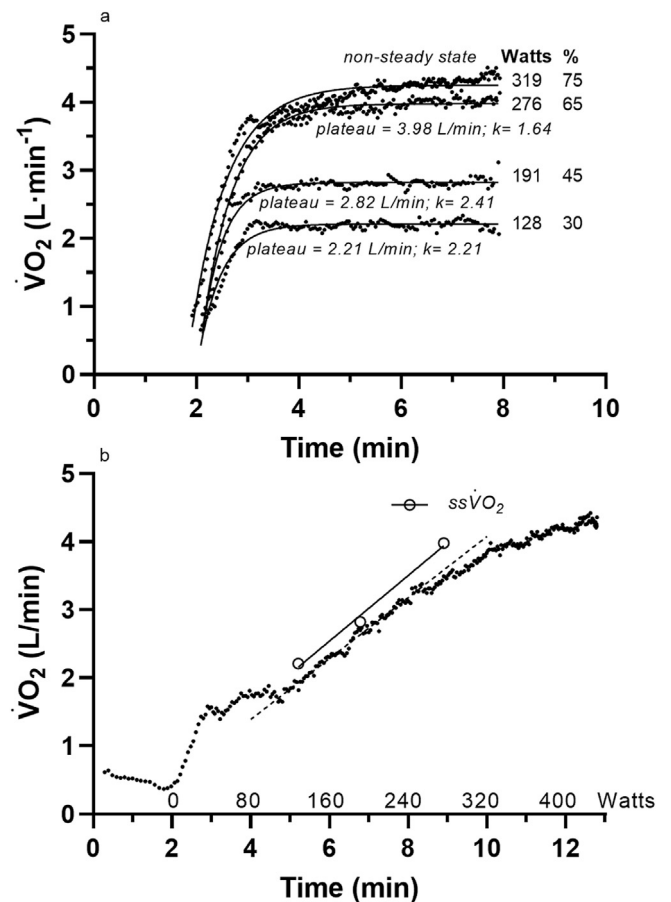 a
5
non-steady state Watts %
319 75
4
276 65
plateau = 3.98 L/min; k= 1.64
3
191 45
plateau = 2.82 L/min; k= 2.41
2
128 30
plateau = 2.21 L/min; k= 2.21
1
0
V̇O₂ (L·min⁻¹)
0 2 4 6 8 10
Time (min)
b
5
ssV̇O₂
4
3
2
1
0
V̇O₂ (L/min)
0 80 160 240 320 400 Watts
0 2 4 6 8 10 12
Time (min)